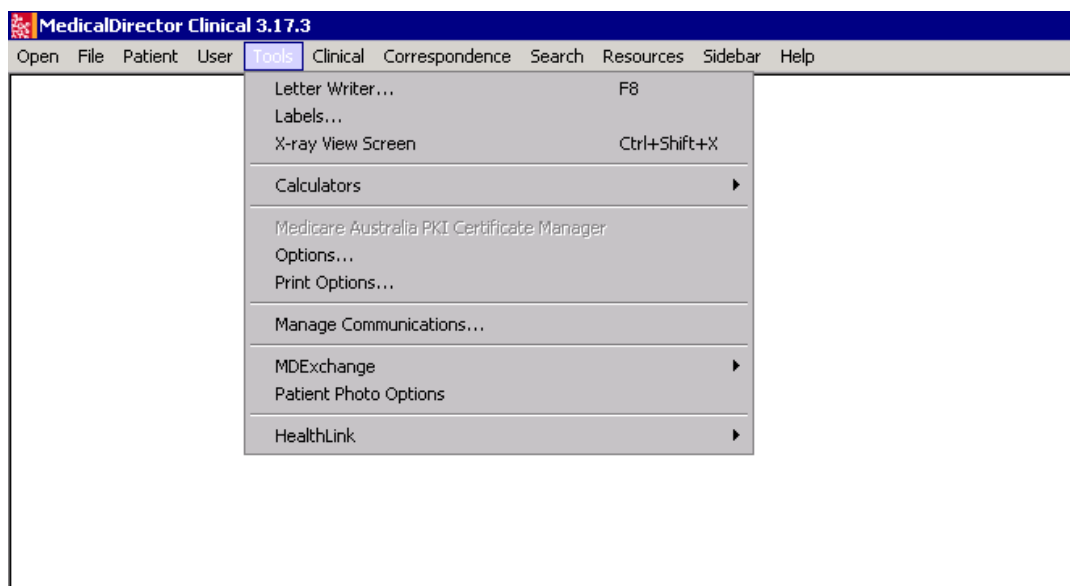 MedicalDirector Clinical 3.17.3
Open File Patient User Tools Clinical Correspondence Search Resources Sidebar Help
Letter Writer... F8
Labels...
X-ray View Screen Ctrl+Shift+X
Calculators
Medicare Australia PKI Certificate Manager
Options...
Print Options...
Manage Communications...
MDExchange
Patient Photo Options
HealthLink